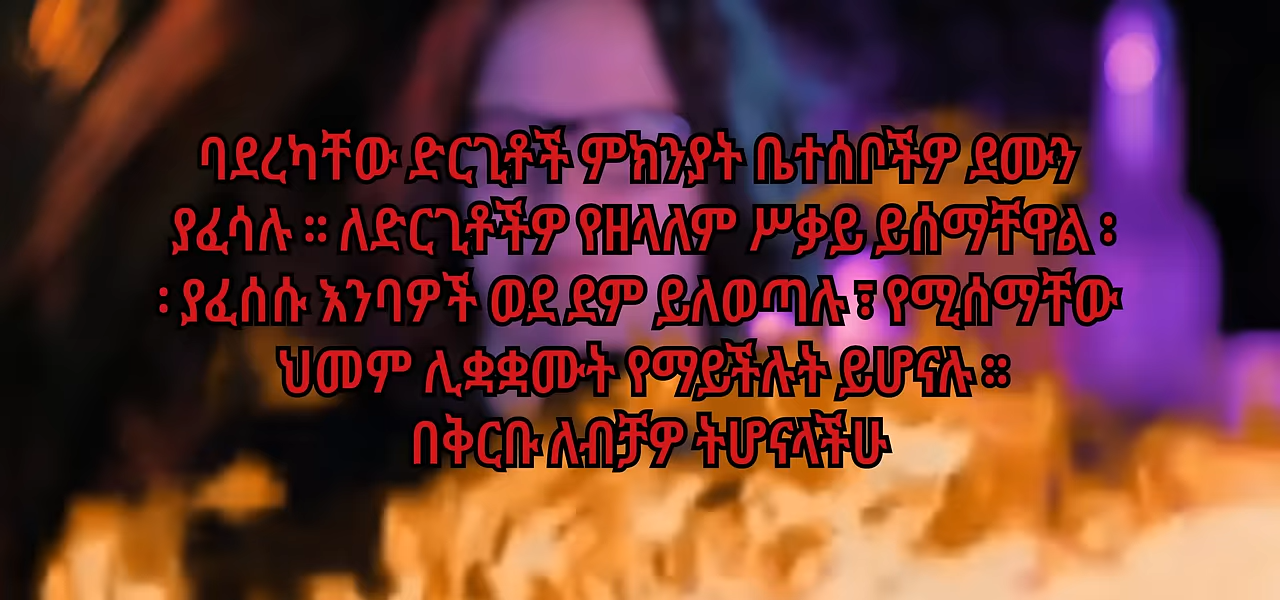 ባደረካቸው ድርጊቶች ምክንያት ቤተሰቦችዎ ደሙን
ያፈሳሉ ። ለድርጊቶችዎ የዘላለም ሥቃይ ይሰማቸዋል ፡
፡ ያፈሰሱ እንባዎች ወደ ደም ይለወጣሉ ፣ የሚሰማቸው
ህመም ሊቋቋሙት የማይችሉት ይሆናሉ ።
በቅርቡ ለብቻዎ ትሆናላችሁ